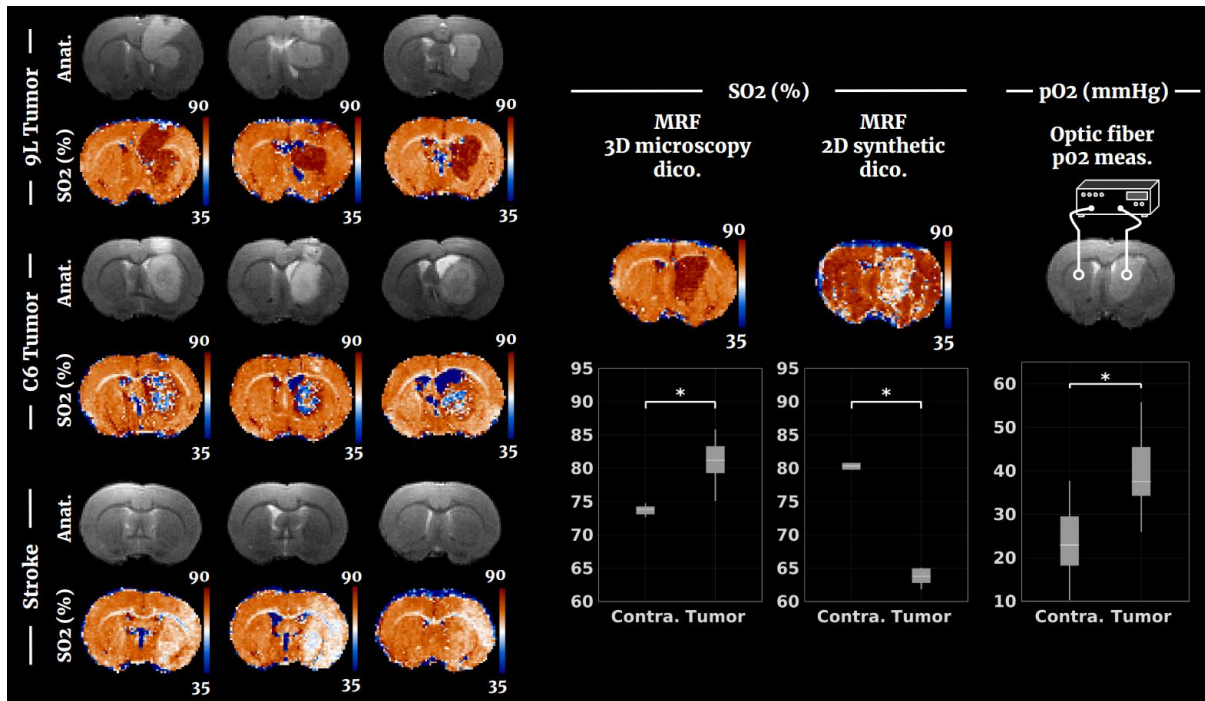 9L Tumor
Anat.
SO2 (%)
90
35
90
35
90
35
C6 Tumor
Anat.
SO2 (%)
90
35
90
35
90
35
Stroke
Anat.
SO2 (%)
90
35
90
35
90
35
SO2 (%)
MRF
3D microscopy
dico.
90
35
95
90
85
80
75
70
65
60
*
Contra. Tumor
MRF
2D synthetic
dico.
90
35
95
90
85
80
75
70
65
60
*
Contra. Tumor
pO2 (mmHg)
Optic fiber
pO2 meas.
60
50
40
30
20
10
*
Contra. Tumor